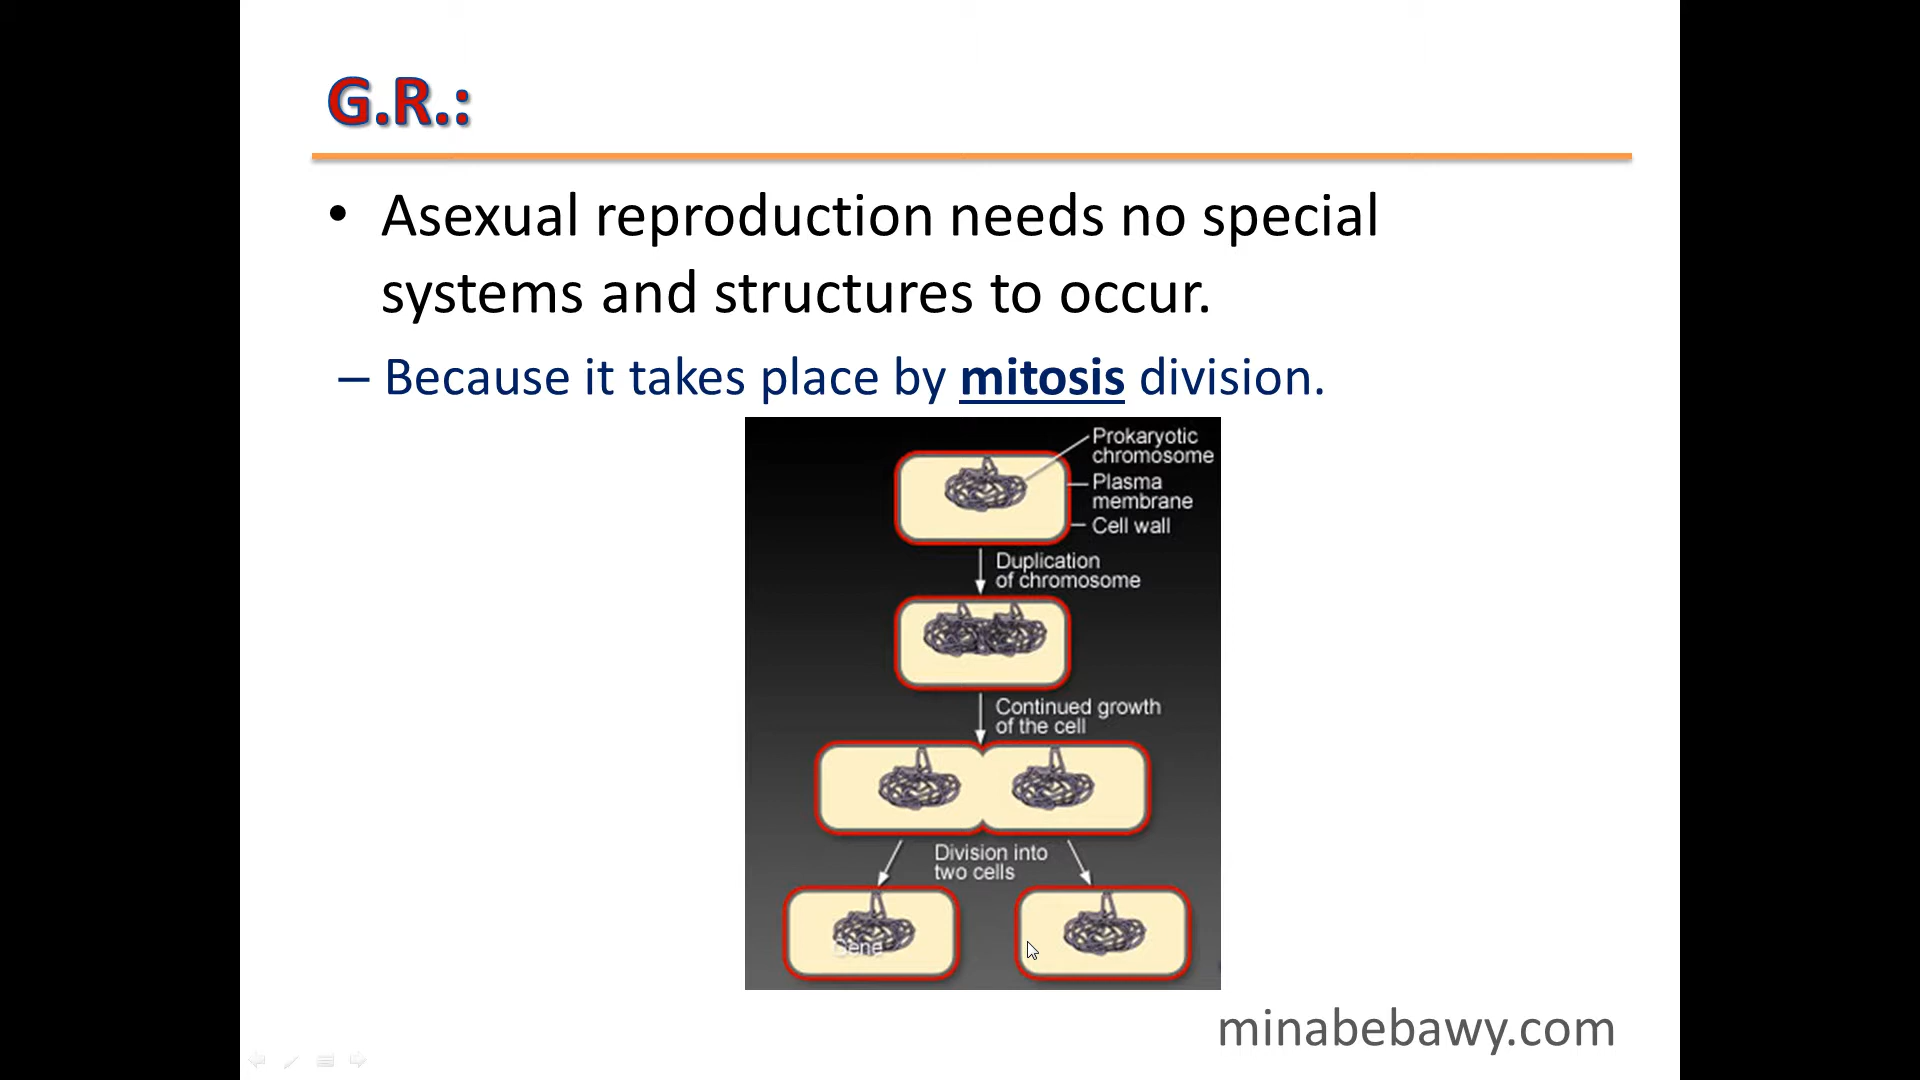 G.R.:
• Asexual reproduction needs no special
systems and structures to occur.
– Because it takes place by mitosis division.
Prokaryotic
chromosome
Plasma
membrane
Cell wall
Duplication
of chromosome
Continued growth
of the cell
Division into
two cells
Gene
minabebawy.com